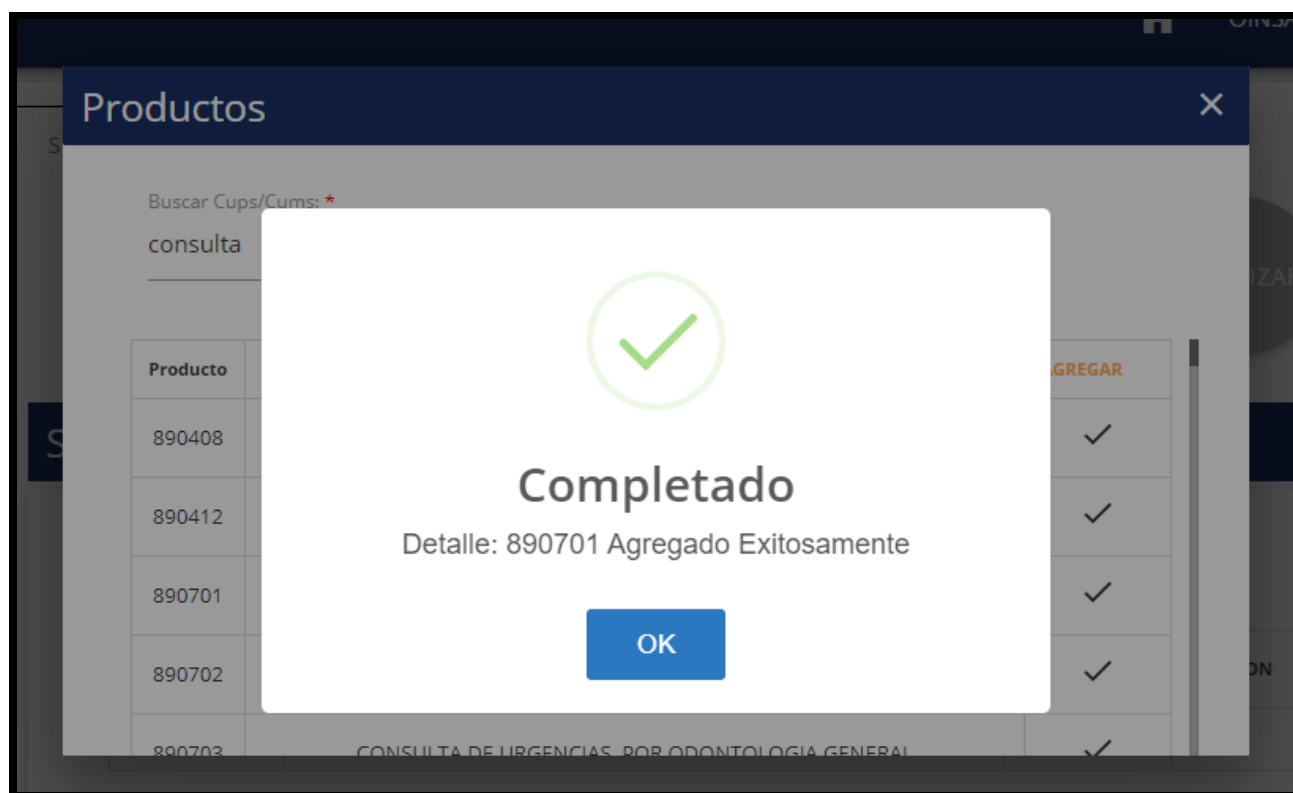 Productos
Buscar Cups/Cums: *
consulta
Producto
AGREGAR
890408
890412
890701
890702
890703 CONSULTA DE URGENCIAS, POR ODONTOLOGIA GENERAL
Completado
Detalle: 890701 Agregado Exitosamente
OK